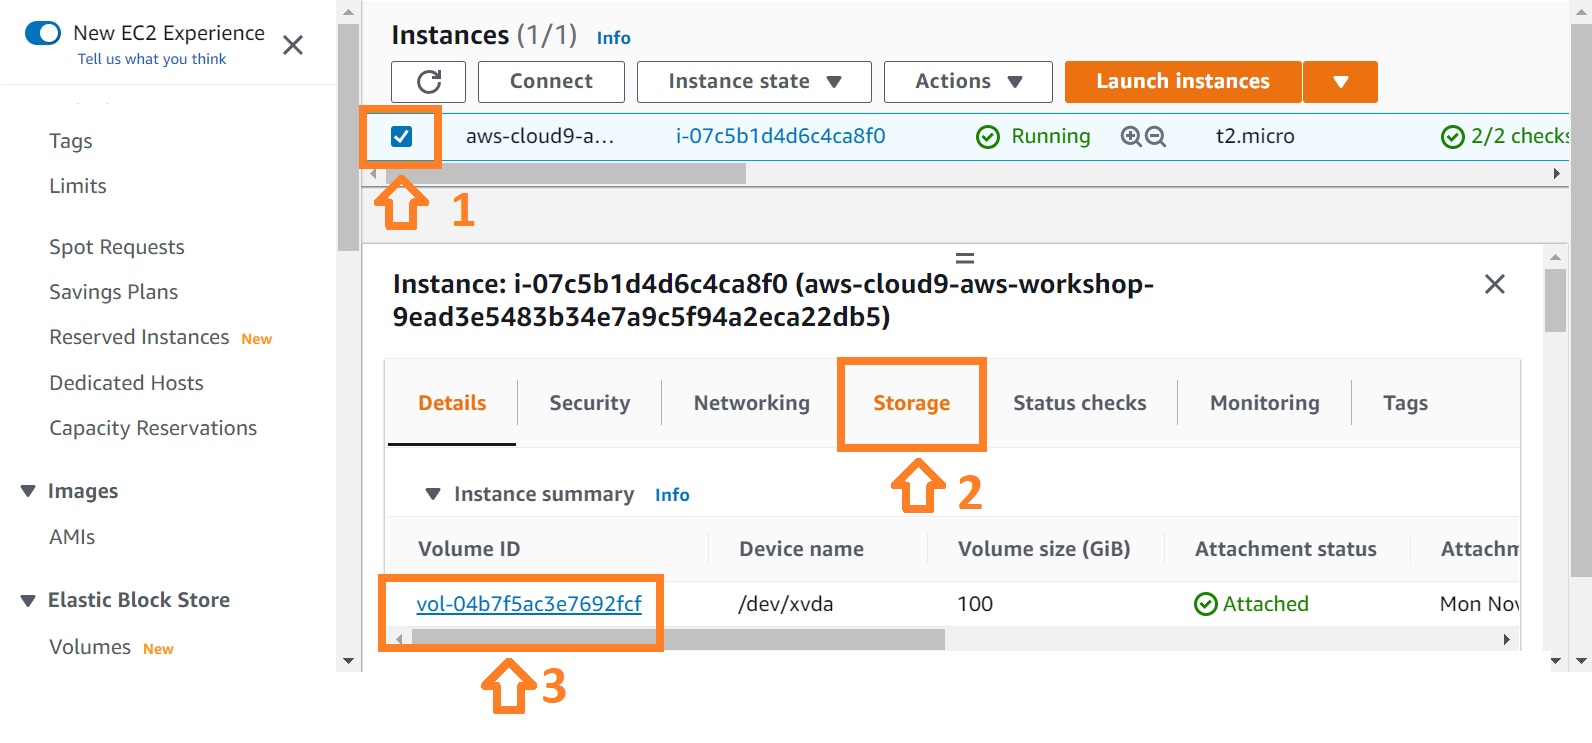 New EC2 Experience
Tell us what you think
Tags
Limits
Spot Requests
Savings Plans
Reserved Instances New
Dedicated Hosts
Capacity Reservations
Images
AMIs
Elastic Block Store
Volumes New
Instances (1/1) Info
Connect
Instance state
Actions
Launch instances
aws-cloud9-a... i-07c5b1d4d6c4ca8f0 Running t2.micro 2/2 checks
1
Instance: i-07c5b1d4d6c4ca8f0 (aws-cloud9-aws-workshop-
9ead3e5483b34e7a9c5f94a2eca22db5)
Details Security Networking Storage Status checks Monitoring Tags
2
Instance summary Info
Volume ID Device name Volume size (GiB) Attachment status Attachm
vol-04b7f5ac3e7692fcf /dev/xvda 100 Attached Mon Nov
3